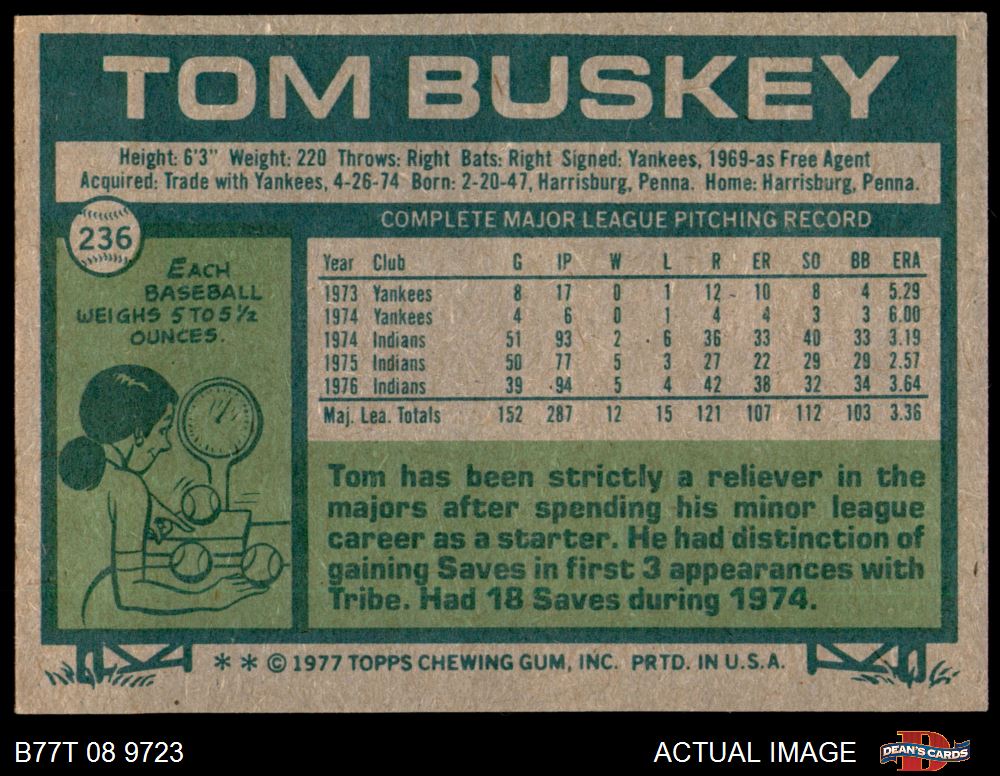 TOM BUSKEY
Height: 6'3" Weight: 220 Throws: Right Bats: Right Signed: Yankees, 1969-as Free Agent
Acquired: Trade with Yankees, 4-26-74 Born: 2-20-47, Harrisburg, Penna. Home: Harrisburg, Penna.
236
EACH
BASEBALL
WEIGHS 5 TO 5 1/2
OUNCES.
COMPLETE MAJOR LEAGUE PITCHING RECORD
Year Club G IP W L R ER SO BB ERA
1973 Yankees 8 17 0 1 12 10 8 4 5.29
1974 Yankees 4 6 0 1 4 4 3 3 6.00
1974 Indians 51 93 2 6 36 33 40 33 3.19
1975 Indians 50 77 5 3 27 22 29 29 2.57
1976 Indians 39 94 5 4 42 38 32 34 3.64
Maj. Lea. Totals 152 287 12 15 121 107 112 103 3.36
Tom has been strictly a reliever in the
majors after spending his minor league
career as a starter. He had distinction of
gaining Saves in first 3 appearances with
Tribe. Had 18 Saves during 1974.
* * © 1977 TOPPS CHEWING GUM, INC. PRTD. IN U.S.A.
B77T 08 9723
ACTUAL IMAGE
DEAN'S CARDS